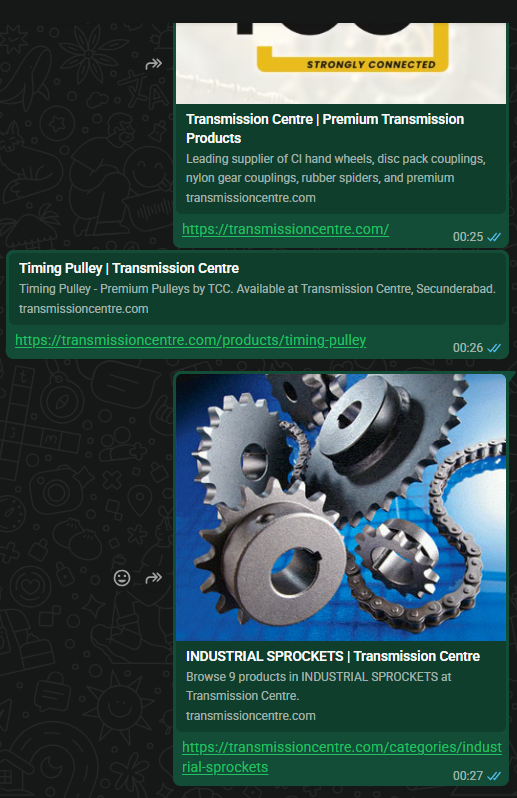 STRONGLY CONNECTED
Transmission Centre | Premium Transmission
Products
Leading supplier of CI hand wheels, disc pack couplings,
nylon gear couplings, rubber spiders, and premium
transmissioncentre.com
https://transmissioncentre.com/
00:25
Timing Pulley | Transmission Centre
Timing Pulley - Premium Pulleys by TCC. Available at Transmission Centre, Secunderabad.
transmissioncentre.com
https://transmissioncentre.com/products/timing-pulley
00:26
INDUSTRIAL SPROCKETS | Transmission Centre
Browse 9 products in INDUSTRIAL SPROCKETS at
Transmission Centre.
transmissioncentre.com
https://transmissioncentre.com/categories/indust
rial-sprockets
00:27